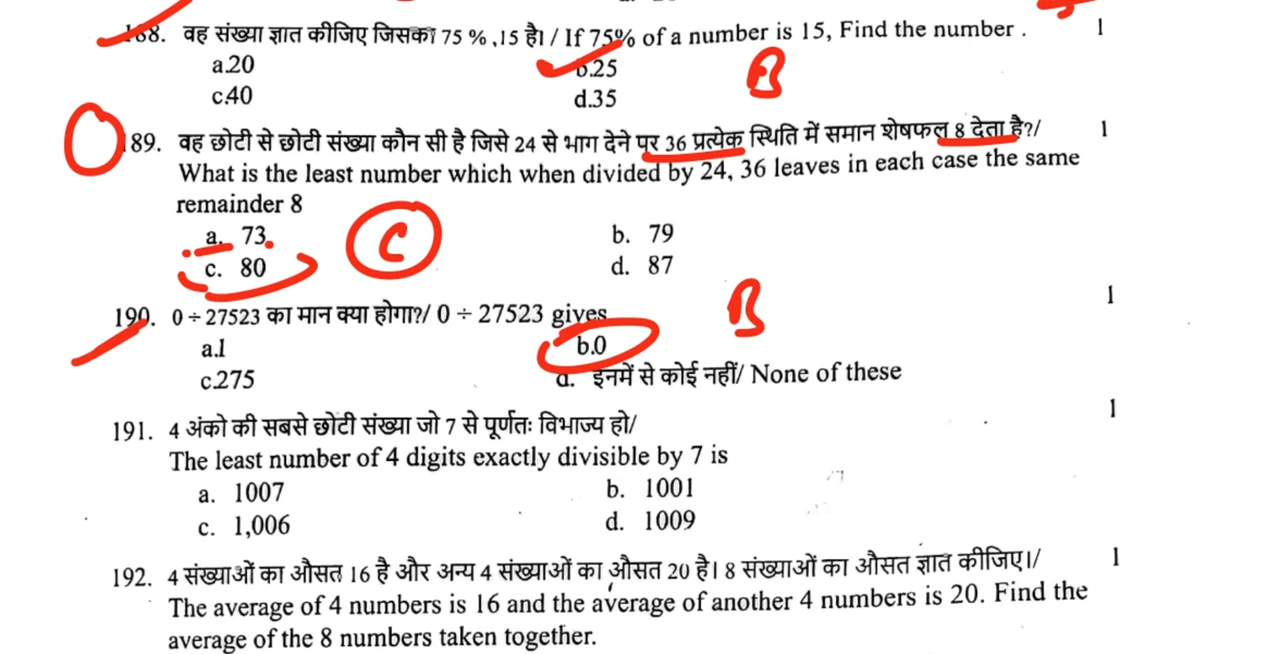 188. वह संख्या ज्ञात कीजिए जिसका 75 % ,15 है। / If 75% of a number is 15, Find the number . 1
a.20 b.25 B
c.40 d.35
189. वह छोटी से छोटी संख्या कौन सी है जिसे 24 से भाग देने पर 36 प्रत्येक स्थिति में समान शेषफल 8 देता है?/ 1
What is the least number which when divided by 24, 36 leaves in each case the same
remainder 8
a. 73 C b. 79
c. 80 d. 87
190. 0 ÷ 27523 का मान क्या होगा?/ 0 ÷ 27523 gives B 1
a.1 b.0
c.275 d. इनमें से कोई नहीं/ None of these
191. 4 अंको की सबसे छोटी संख्या जो 7 से पूर्णतः विभाज्य हो/ 1
The least number of 4 digits exactly divisible by 7 is
a. 1007 b. 1001
c. 1,006 d. 1009
192. 4 संख्याओं का औसत 16 है और अन्य 4 संख्याओं का औसत 20 है। 8 संख्याओं का औसत ज्ञात कीजिए।/ 1
The average of 4 numbers is 16 and the average of another 4 numbers is 20. Find the
average of the 8 numbers taken together.